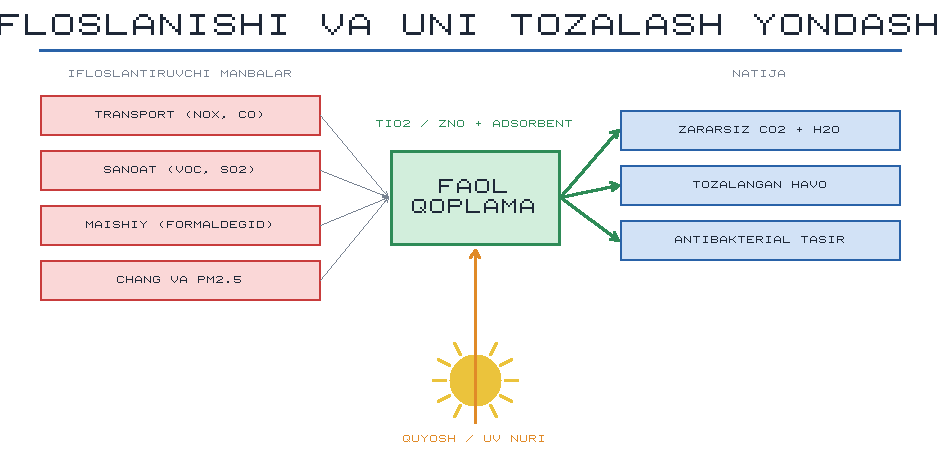 FLOSLANISHI VA UNI TOZALASH YONDASH
IFLOSLANTIRUVCHI MANBALAR
NATIJA
TRANSPORT (NOX, CO)
SANOAT (VOC, SO2)
MAISHIY (FORMALDEGID)
CHANG VA PM2.5
TIO2 / ZNO + ADSORBENT
FAOL
QOPLAMA
ZARARSIZ CO2 + H2O
TOZALANGAN HAVO
ANTIBAKTERIAL TASIR
QUYOSH / UV NURI